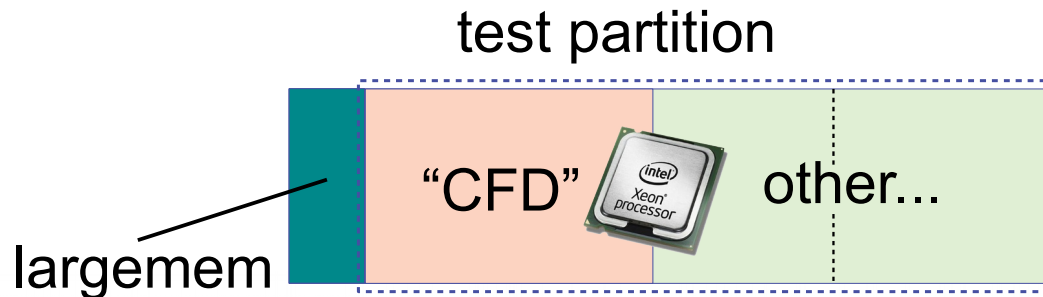 test partition
“CFD”
intel
Xeon®
processor
other...
largemem